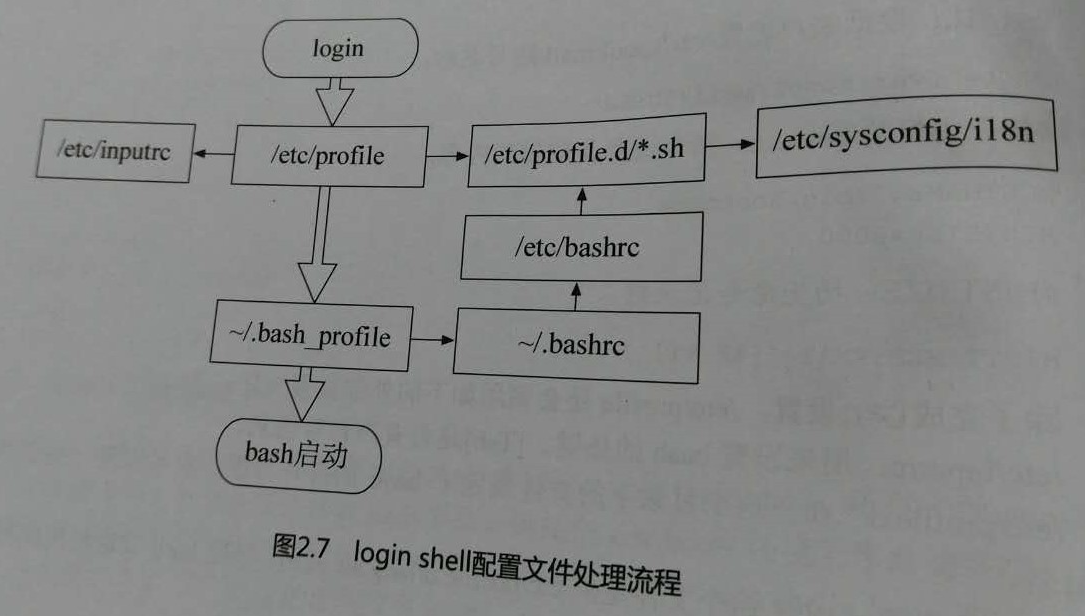 login
/etc/inputrc
/etc/profile
/etc/profile.d/*.sh
/etc/sysconfig/i18n
/etc/bashrc
~/.bash_profile
~/.bashrc
bash启动
图2.7 login shell配置文件处理流程